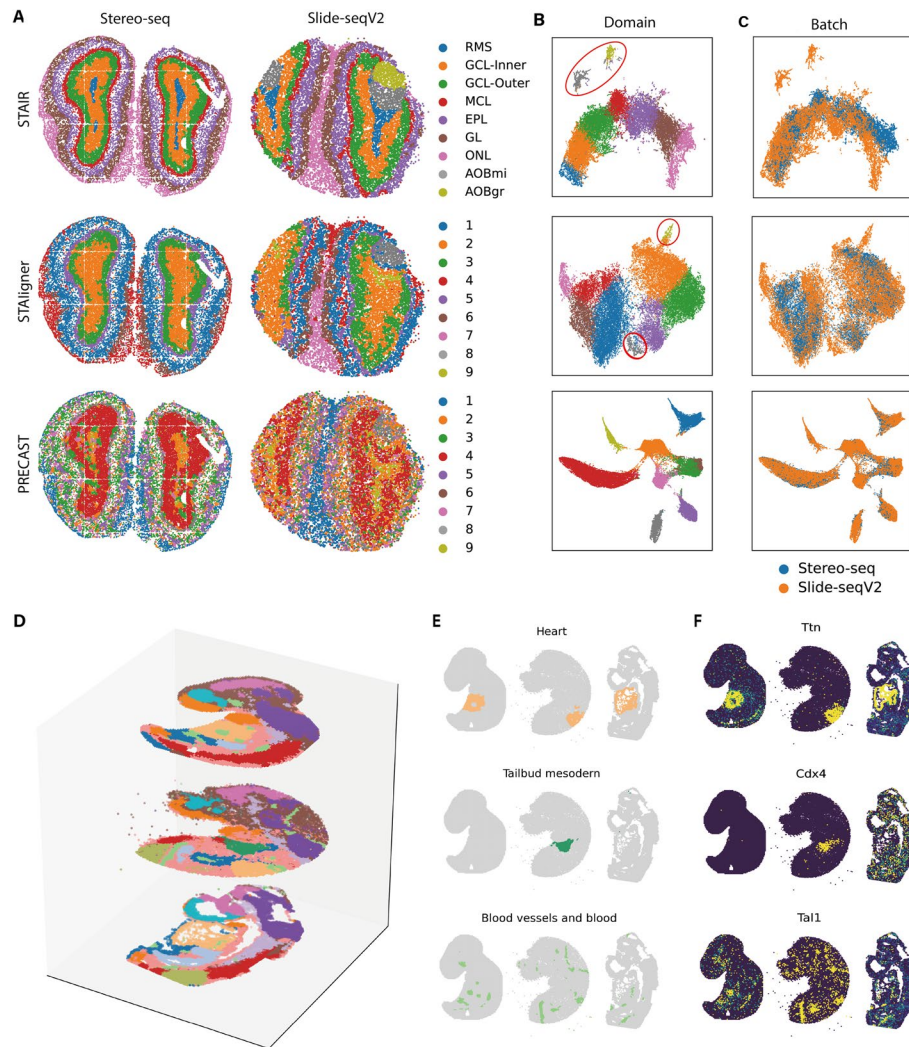 A
Stereo-seq
Slide-seqV2
B
Domain
C
Batch
STAIR
RMS
GCL-Inner
GCL-Outer
MCL
EPL
GL
ONL
AOBmi
AOBgr
STAligner
1
2
3
4
5
6
7
8
9
PRECAST
1
2
3
4
5
6
7
8
9
Stereo-seq
Slide-seqV2
D
E
F
Heart
Ttn
Tailbud mesodern
Cdx4
Blood vessels and blood
Tal1